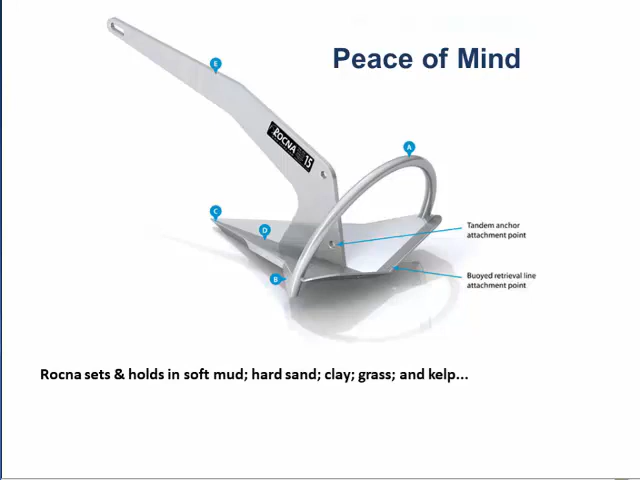 Peace of Mind
E
ROCNA 15
A
C
D
Tandem anchor
attachment point
B
Buoyed retrieval line
attachment point
Rocna sets & holds in soft mud; hard sand; clay; grass; and kelp...